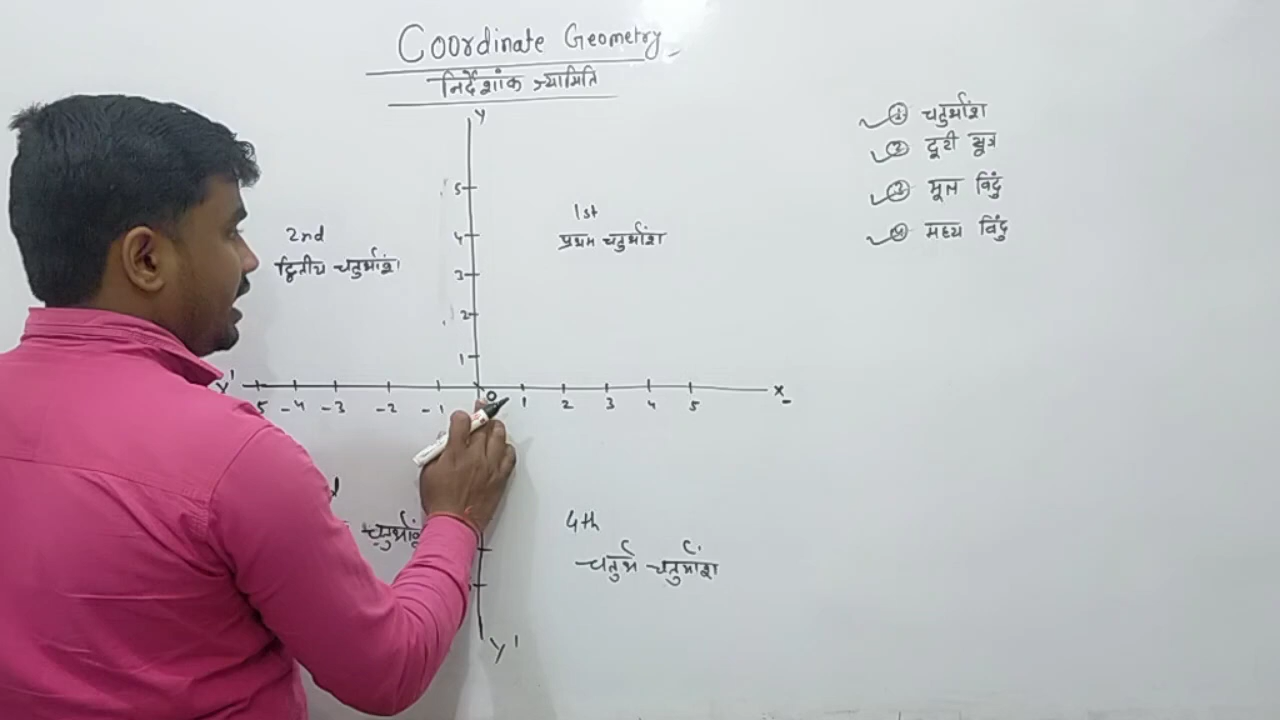 Coordinate Geometry
निर्देशांक ज्यामिति
① चतुर्थांश
② दूरी सूत्र
③ मूल बिंदु
④ मध्य बिंदु
Y
5
4
3
2
1
1st
प्रथम चतुर्थांश
2nd
द्वितीय चतुर्थांश
X' 5 -4 -3 -2 -1 0 1 2 3 4 5 X
4th
चतुर्थ चतुर्थांश
Y'